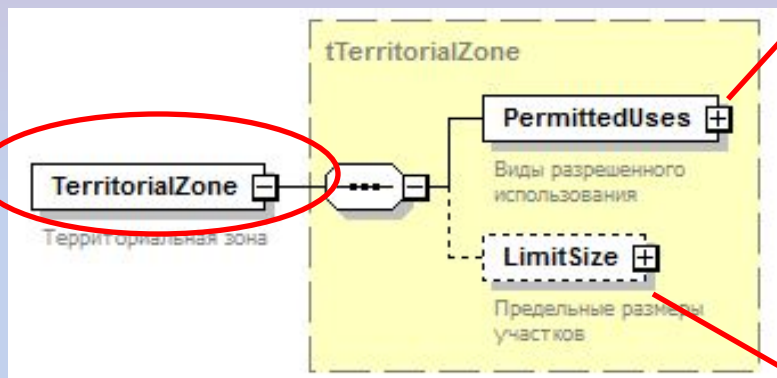 tTerritorialZone
PermittedUses
Виды разрешенного
использования
TerritorialZone
Территориальная зона
LimitSize
Предельные размеры
участков